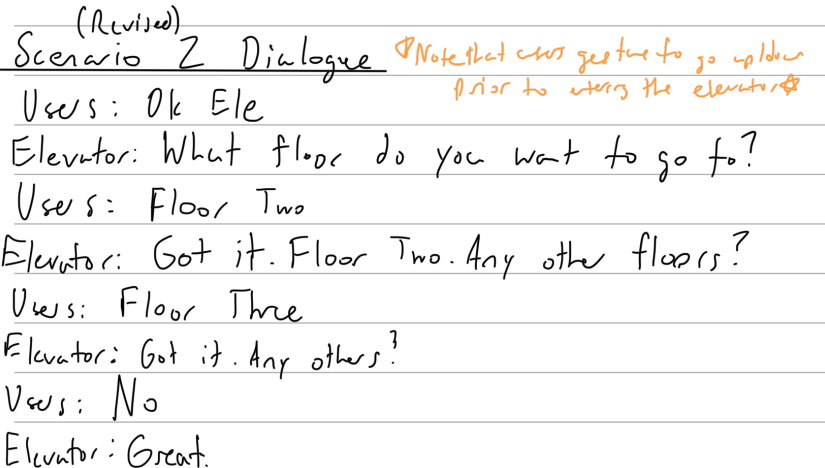 (Revised)
Scenario 2 Dialogue
*Note that users gesture to go up/down
prior to entering the elevator*
Users: Ok Ele
Elevator: What floor do you want to go to?
Users: Floor Two
Elevator: Got it. Floor Two. Any other floors?
Users: Floor Three
Elevator: Got it. Any others?
Users: No
Elevator: Great.